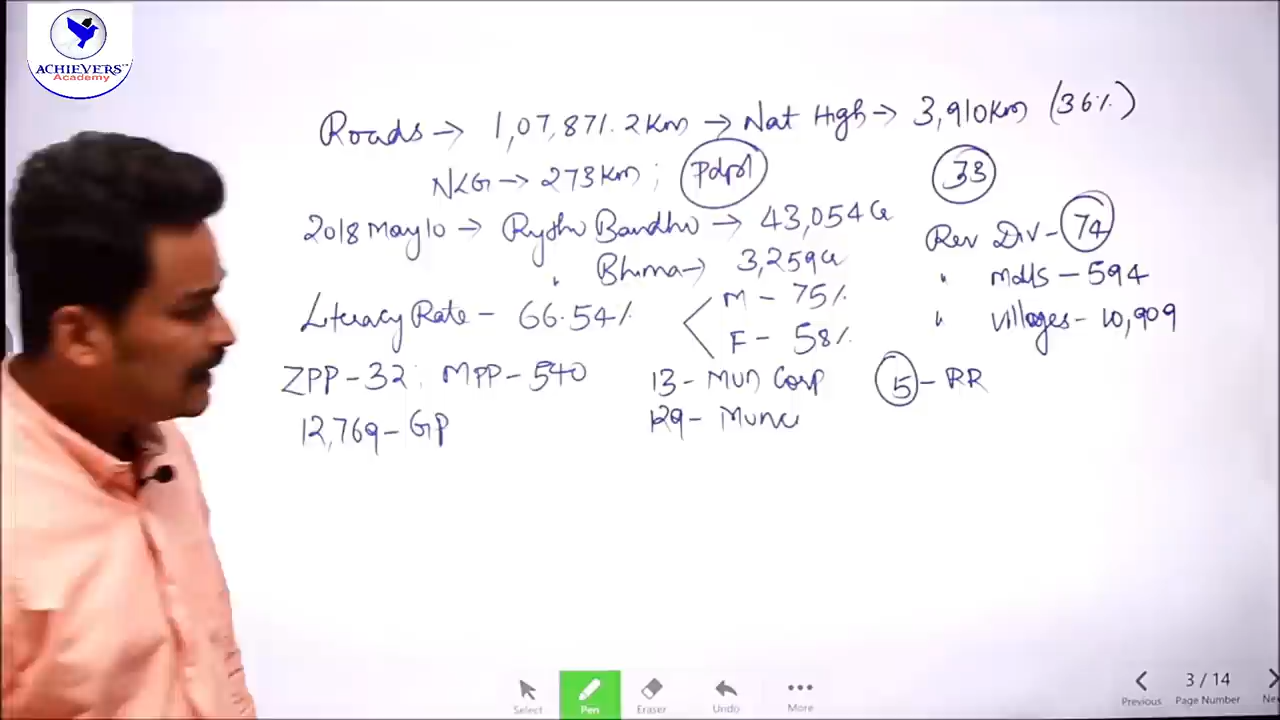 ACHIEVERS
Academy
Roads → 1,07,871.2Km → Nat High → 3,910Km (36%)
NLG → 273Km ; Pdpl
33
2018 May 10 → Rythu Bandhu → 43,054 Cr
Rev Div - 74
" Bhima → 3,259 Cr
" Mdls - 594
Literacy Rate - 66.54%
M - 75%
F - 58%
" Villages - 10,909
ZPP - 32 ; MPP - 540
13 - Mun Corp
5 - RR
12,769 - GP
129 - Munc
Select
Pen
Eraser
Undo
More
Previous
3 / 14
Page Number
Ne